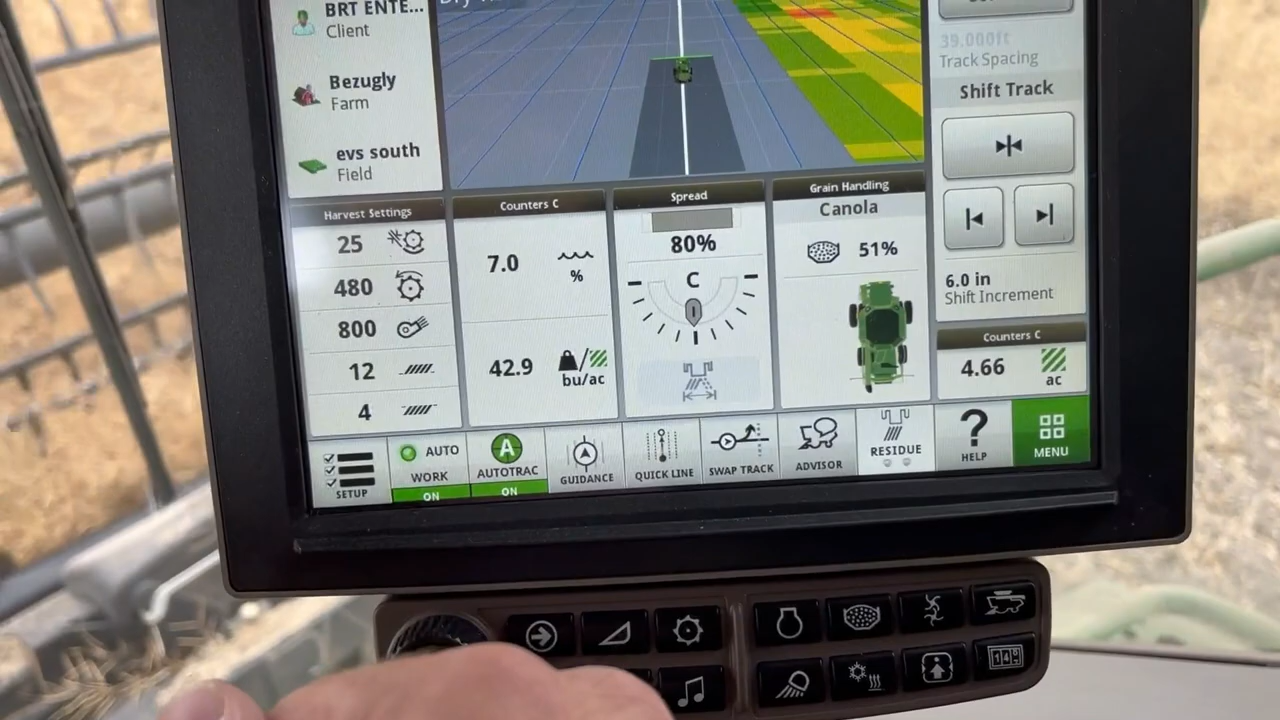 BRT ENTE...
Client
Bezugly
Farm
evs south
Field
39.000ft
Track Spacing
Shift Track
6.0 in
Shift Increment
Harvest Settings
25
480
800
12
4
Counters C
7.0
%
42.9
bu/ac
Spread
80%
C
Grain Handling
Canola
51%
Counters C
4.66
ac
SETUP
AUTO
WORK
ON
A
AUTOTRAC
ON
GUIDANCE
QUICK LINE
SWAP TRACK
ADVISOR
RESIDUE
?
HELP
MENU